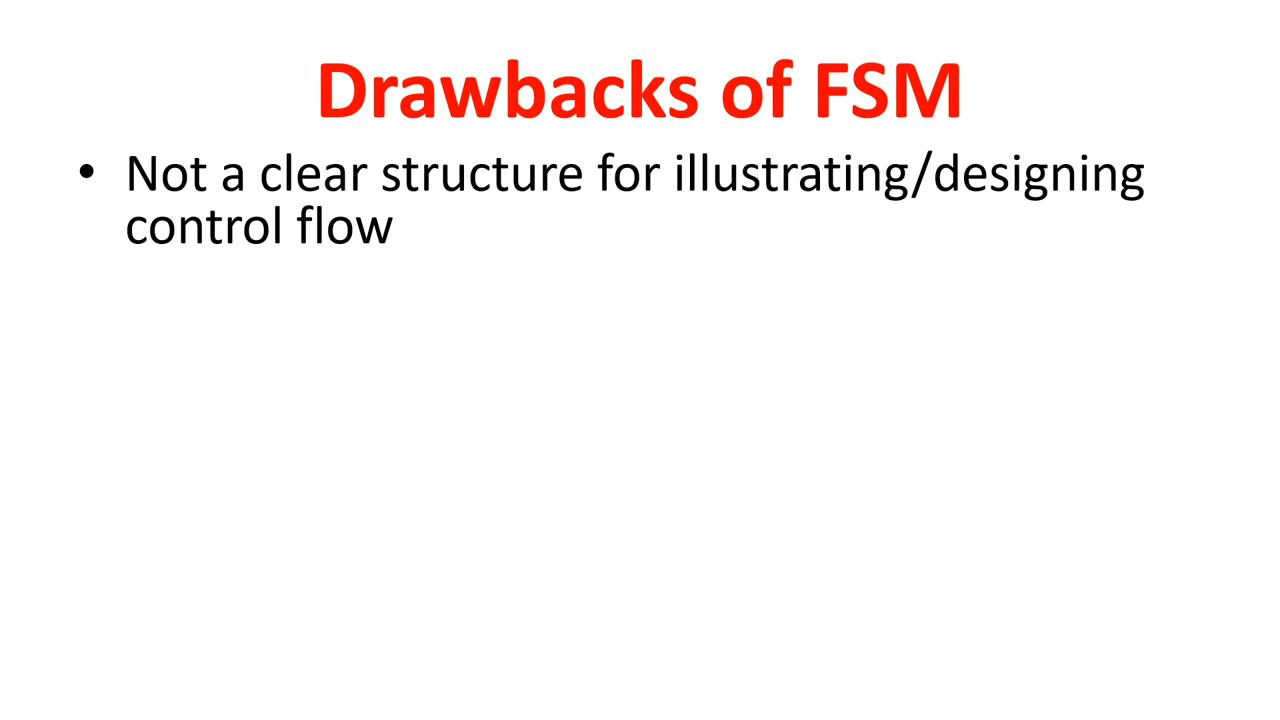 Drawbacks of FSM
• Not a clear structure for illustrating/designing
control flow